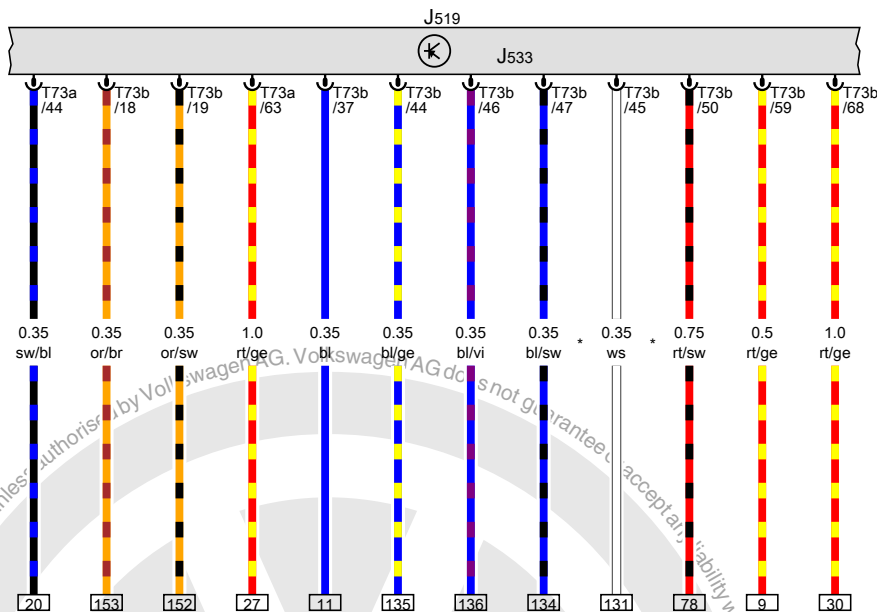 J519
J533
T73a T73b T73b T73a T73b T73b T73b T73b T73b T73b T73b T73b
/44 /18 /19 /63 /37 /44 /46 /47 /45 /50 /59 /68
0.35 0.35 0.35 1.0 0.35 0.35 0.35 0.35 * 0.35 * 0.75 0.5 1.0
sw/bl or/br or/sw rt/ge bl bl/ge bl/vi bl/sw ws rt/sw rt/ge rt/ge
authorised by Volkswagen AG. Volkswagen AG does not guarantee or accept any liability
20 153 152 27 11 135 136 134 131 78 9 30